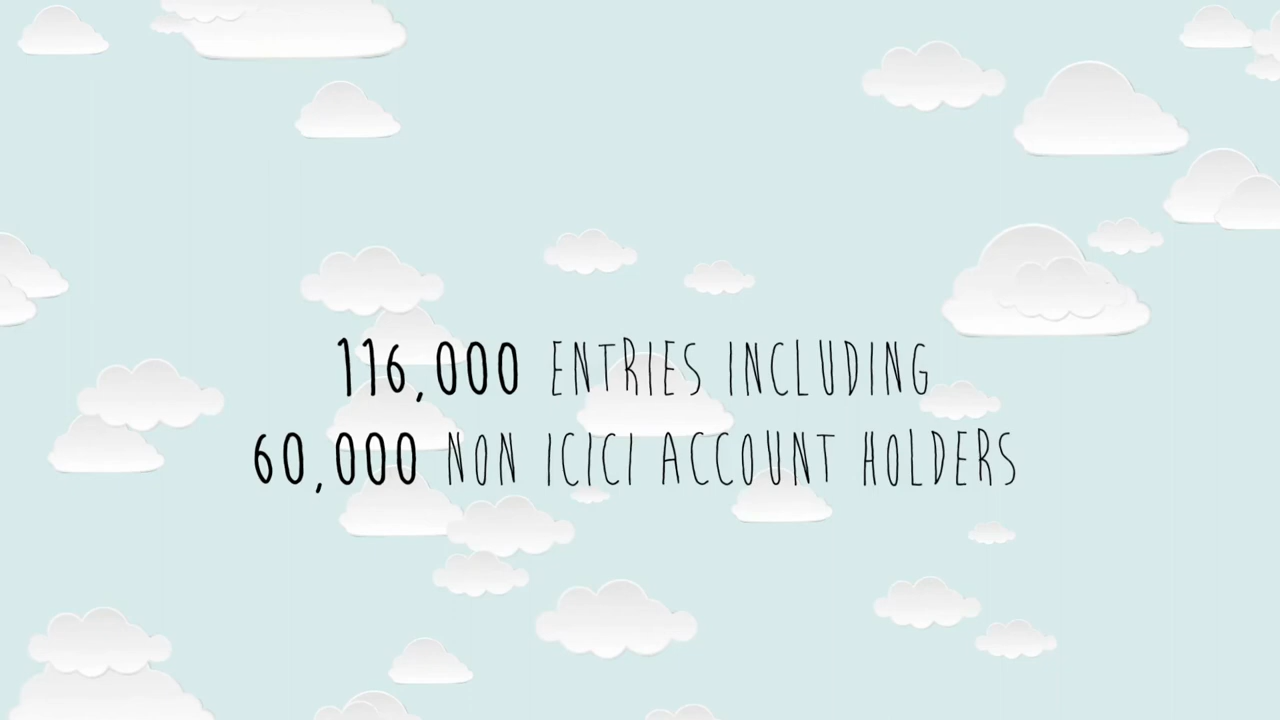 116,000 ENTRIES INCLUDING
60,000 NON ICICI ACCOUNT HOLDERS